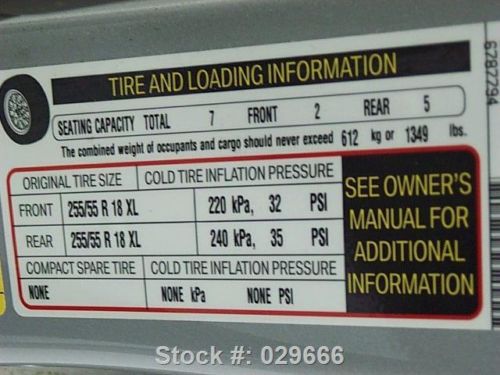 TIRE AND LOADING INFORMATION
SEATING CAPACITY TOTAL 7 FRONT 2 REAR 5
The combined weight of occupants and cargo should never exceed 612 kg or 1349 lbs.
ORIGINAL TIRE SIZE COLD TIRE INFLATION PRESSURE
FRONT 255/55 R 18 XL 220 kPa, 32 PSI
REAR 255/55 R 18 XL 240 kPa, 35 PSI
COMPACT SPARE TIRE COLD TIRE INFLATION PRESSURE
NONE NONE kPa NONE PSI
SEE OWNER'S
MANUAL FOR
ADDITIONAL
INFORMATION
6787794
Stock #: 029666